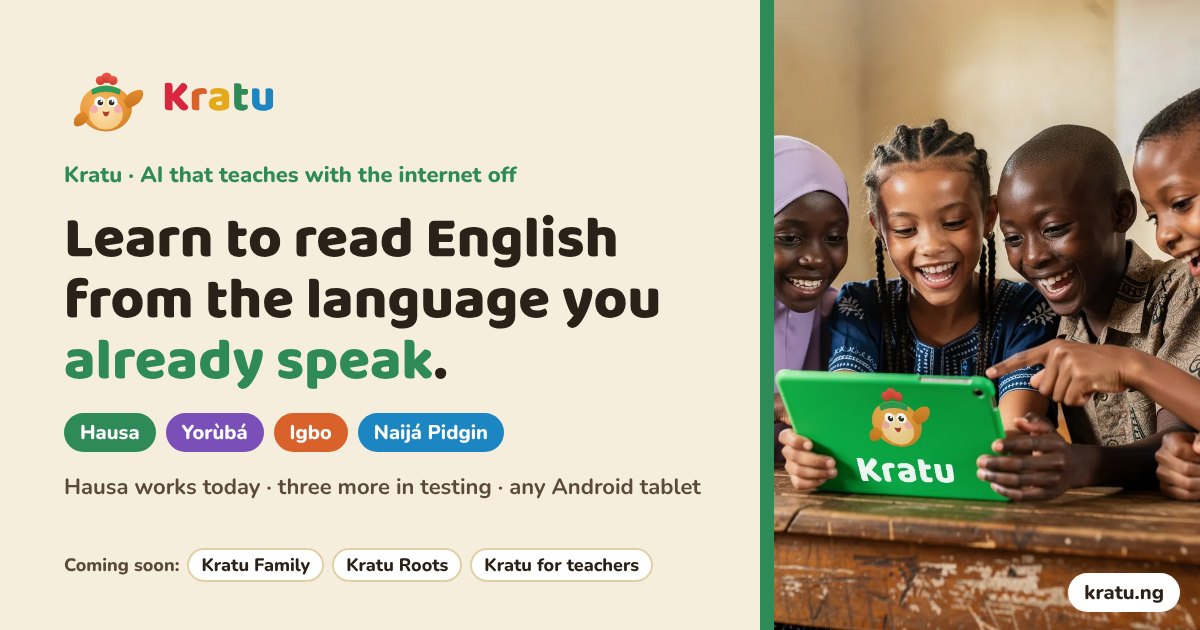 Kratu
Kratu · AI that teaches with the internet off
Learn to read English
from the language you
already speak.
Hausa Yorùbá Igbo Naijá Pidgin
Hausa works today · three more in testing · any Android tablet
Coming soon: Kratu Family Kratu Roots Kratu for teachers
Kratu
kratu.ng